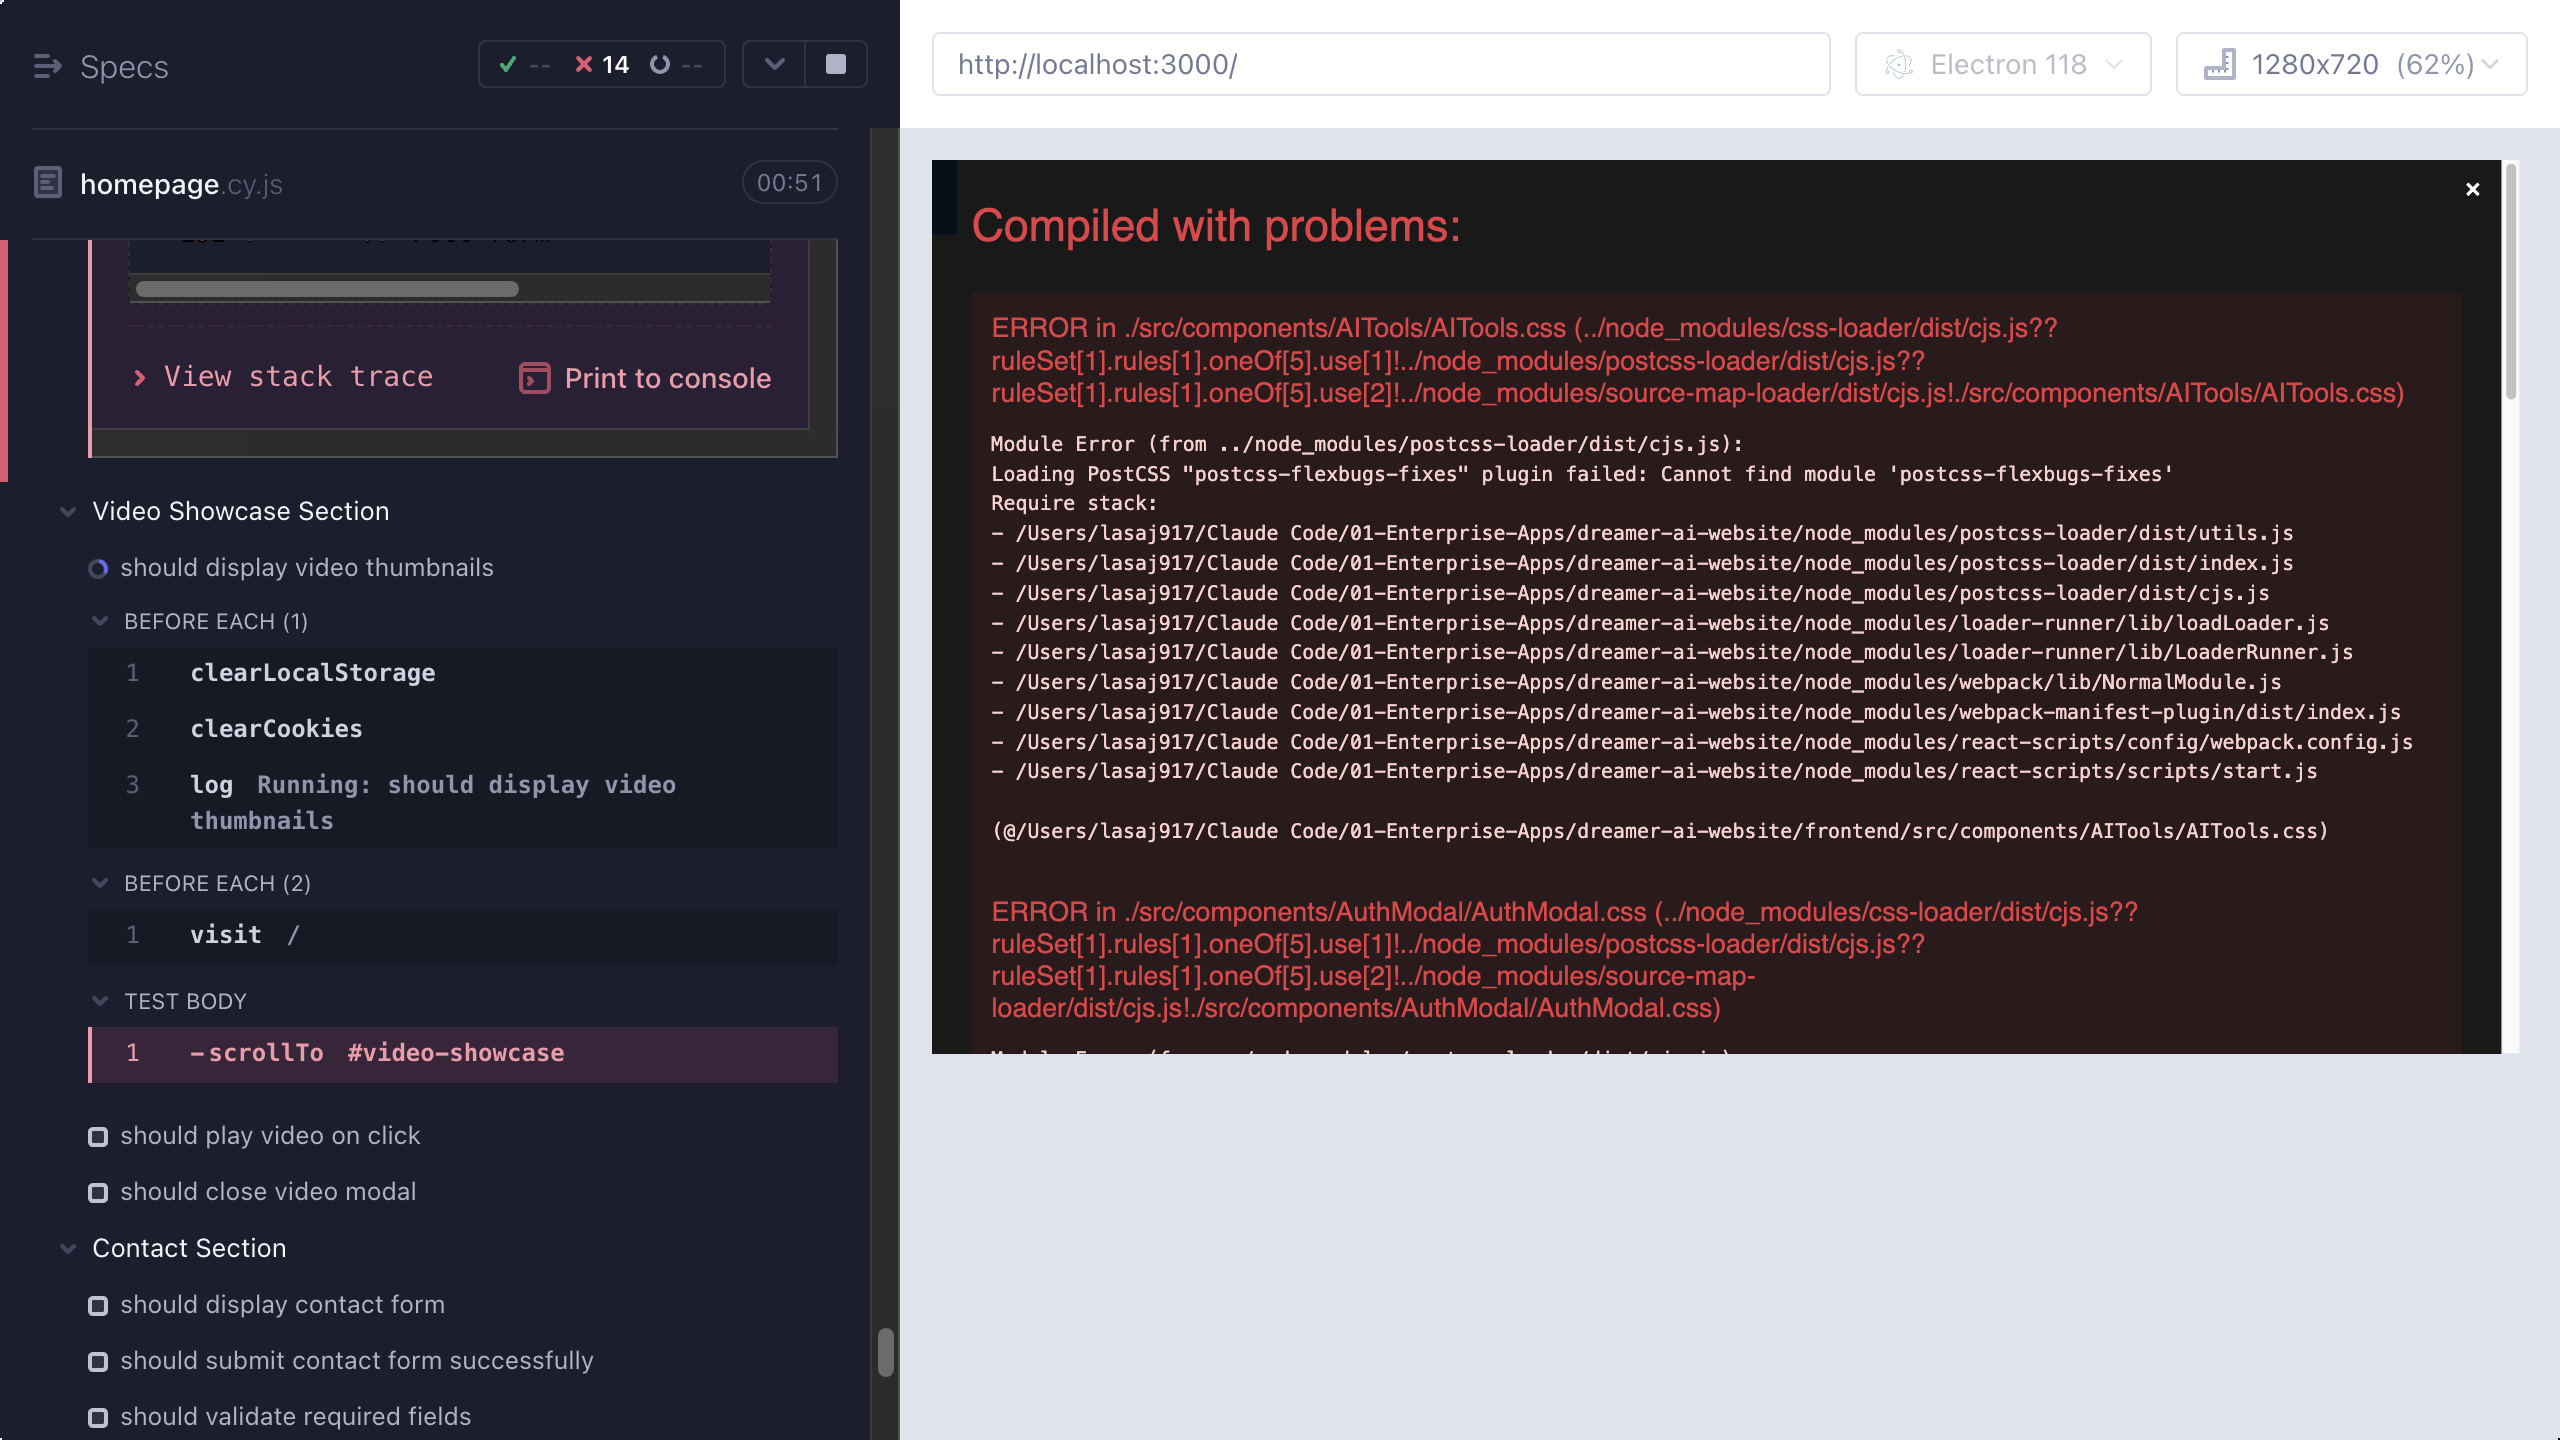 Specs
--
14
--
homepage.cy.js
00:51
View stack trace
Print to console
Video Showcase Section
should display video thumbnails
BEFORE EACH (1)
1 clearLocalStorage
2 clearCookies
3 log Running: should display video
thumbnails
BEFORE EACH (2)
1 visit /
TEST BODY
1 -scrollTo #video-showcase
should play video on click
should close video modal
Contact Section
should display contact form
should submit contact form successfully
should validate required fields
http://localhost:3000/
Electron 118
1280x720 (62%)
×
Compiled with problems:
ERROR in ./src/components/AITools/AITools.css (../node_modules/css-loader/dist/cjs.js??
ruleSet[1].rules[1].oneOf[5].use[1]!../node_modules/postcss-loader/dist/cjs.js??
ruleSet[1].rules[1].oneOf[5].use[2]!../node_modules/source-map-loader/dist/cjs.js!./src/components/AITools/AITools.css)
Module Error (from ../node_modules/postcss-loader/dist/cjs.js):
Loading PostCSS "postcss-flexbugs-fixes" plugin failed: Cannot find module 'postcss-flexbugs-fixes'
Require stack:
- /Users/lasaj917/Claude Code/01-Enterprise-Apps/dreamer-ai-website/node_modules/postcss-loader/dist/utils.js
- /Users/lasaj917/Claude Code/01-Enterprise-Apps/dreamer-ai-website/node_modules/postcss-loader/dist/index.js
- /Users/lasaj917/Claude Code/01-Enterprise-Apps/dreamer-ai-website/node_modules/postcss-loader/dist/cjs.js
- /Users/lasaj917/Claude Code/01-Enterprise-Apps/dreamer-ai-website/node_modules/loader-runner/lib/loadLoader.js
- /Users/lasaj917/Claude Code/01-Enterprise-Apps/dreamer-ai-website/node_modules/loader-runner/lib/LoaderRunner.js
- /Users/lasaj917/Claude Code/01-Enterprise-Apps/dreamer-ai-website/node_modules/webpack/lib/NormalModule.js
- /Users/lasaj917/Claude Code/01-Enterprise-Apps/dreamer-ai-website/node_modules/webpack-manifest-plugin/dist/index.js
- /Users/lasaj917/Claude Code/01-Enterprise-Apps/dreamer-ai-website/node_modules/react-scripts/config/webpack.config.js
- /Users/lasaj917/Claude Code/01-Enterprise-Apps/dreamer-ai-website/node_modules/react-scripts/scripts/start.js
(@/Users/lasaj917/Claude Code/01-Enterprise-Apps/dreamer-ai-website/frontend/src/components/AITools/AITools.css)
ERROR in ./src/components/AuthModal/AuthModal.css (../node_modules/css-loader/dist/cjs.js??
ruleSet[1].rules[1].oneOf[5].use[1]!../node_modules/postcss-loader/dist/cjs.js??
ruleSet[1].rules[1].oneOf[5].use[2]!../node_modules/source-map-
loader/dist/cjs.js!./src/components/AuthModal/AuthModal.css)